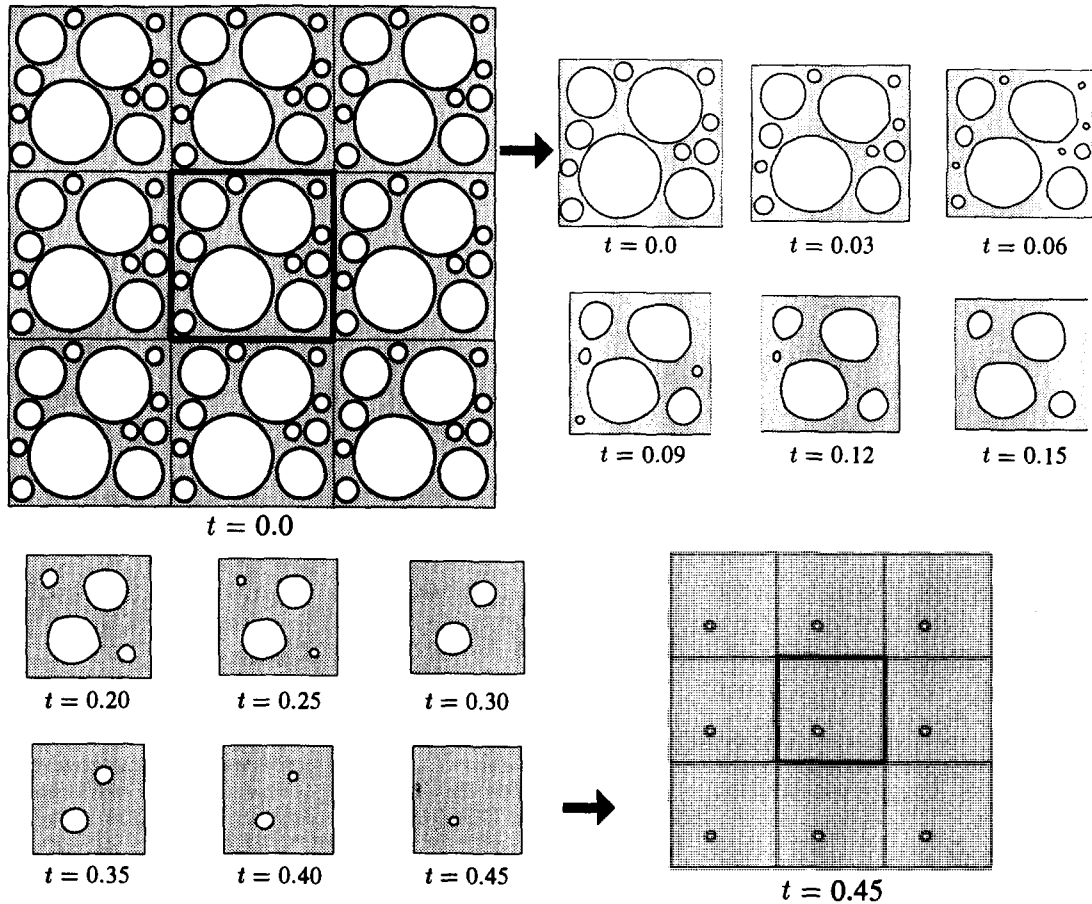 t = 0.0
t = 0.03
t = 0.06
t = 0.09
t = 0.12
t = 0.15
t = 0.0
t = 0.20
t = 0.25
t = 0.30
t = 0.35
t = 0.40
t = 0.45
t = 0.45